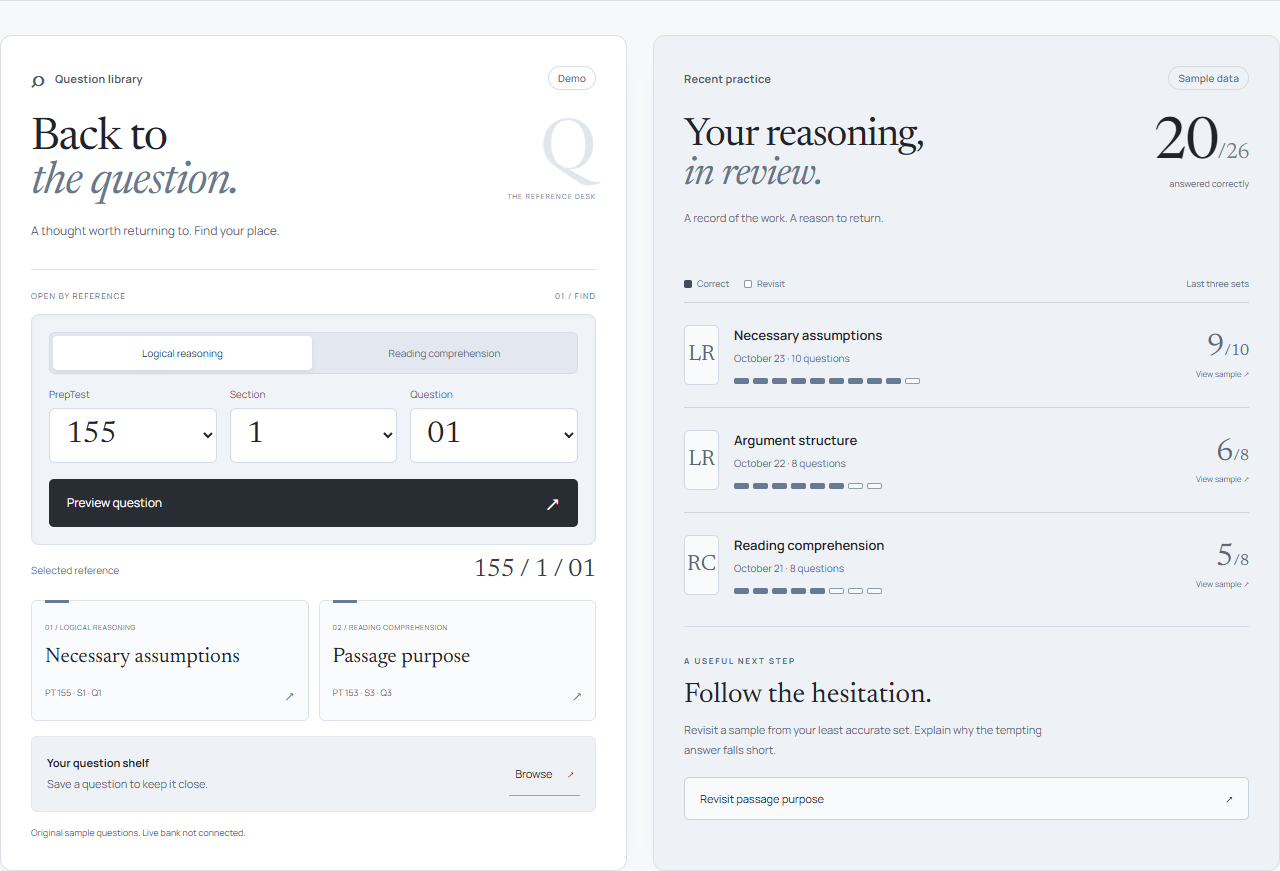 Question library
Demo
Back to
the question.
Q
THE REFERENCE DESK
A thought worth returning to. Find your place.
OPEN BY REFERENCE
01 / FIND
Logical reasoning
Reading comprehension
PrepTest
Section
Question
155
1
01
Preview question ↗
Selected reference
155 / 1 / 01
01 / LOGICAL REASONING
Necessary assumptions
PT 155 · S1 · Q1 ↗
02 / READING COMPREHENSION
Passage purpose
PT 153 · S3 · Q3 ↗
Your question shelf
Save a question to keep it close.
Browse ↗
Original sample questions. Live bank not connected.
Recent practice
Sample data
Your reasoning,
in review.
20/26
answered correctly
A record of the work. A reason to return.
Correct
Revisit
Last three sets
LR
Necessary assumptions
October 23 · 10 questions
9/10
View sample ↗
LR
Argument structure
October 22 · 8 questions
6/8
View sample ↗
RC
Reading comprehension
October 21 · 8 questions
5/8
View sample ↗
A USEFUL NEXT STEP
Follow the hesitation.
Revisit a sample from your least accurate set. Explain why the tempting
answer falls short.
Revisit passage purpose ↗